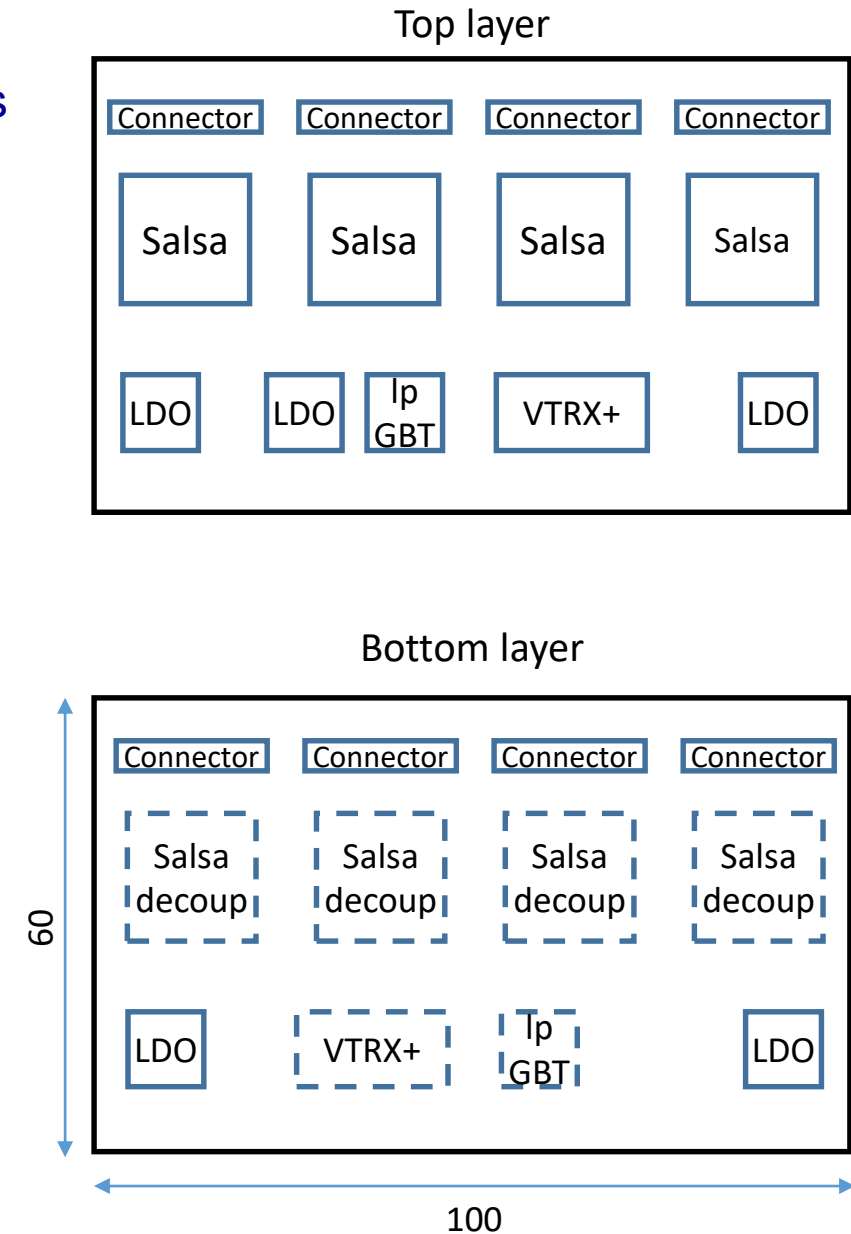 Top layer
s
Connector Connector Connector Connector
Salsa Salsa Salsa Salsa
LDO LDO lp GBT VTRX+ LDO
Bottom layer
Connector Connector Connector Connector
Salsa decoup Salsa decoup Salsa decoup Salsa decoup
60
LDO VTRX+ lp GBT LDO
100